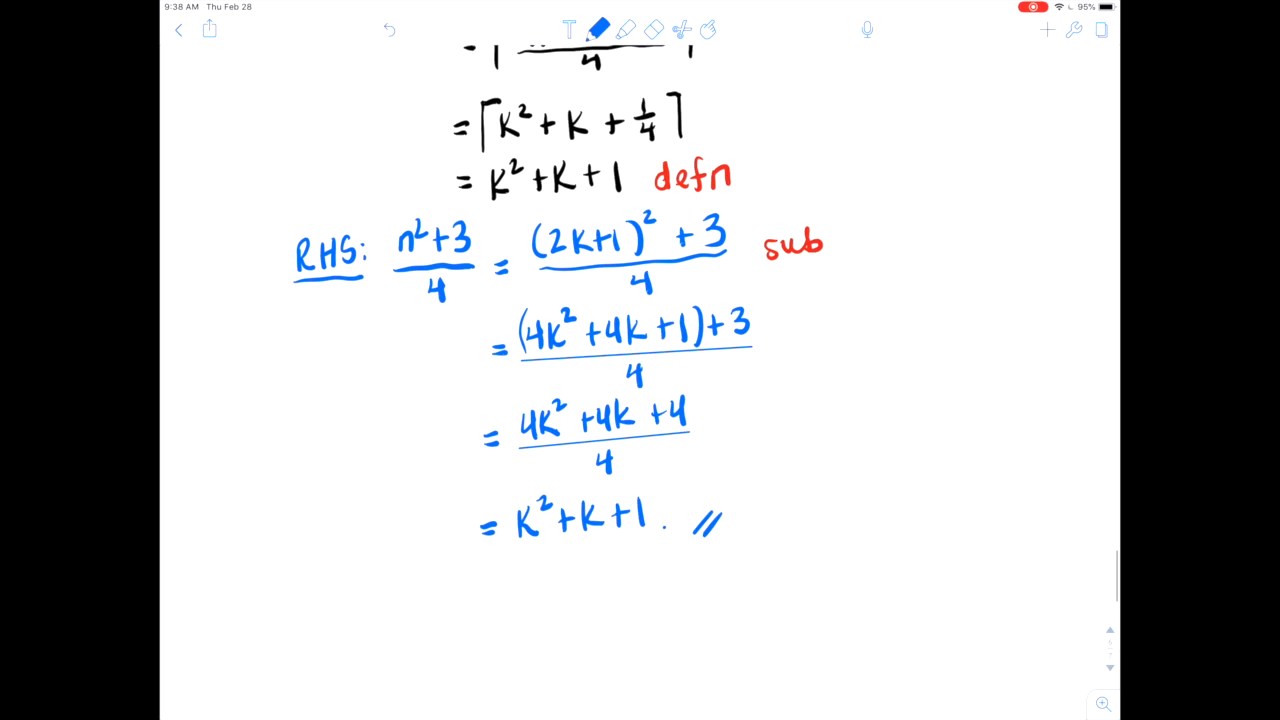 9:38 AM Thu Feb 28
95%
T
4
= ⌈K² + K + 1/4⌉
= K² + K + 1 defn
RHS: n² + 3 / 4 = (2K+1)² + 3 / 4 sub
= (4K² + 4K + 1) + 3 / 4
= 4K² + 4K + 4 / 4
= K² + K + 1. //